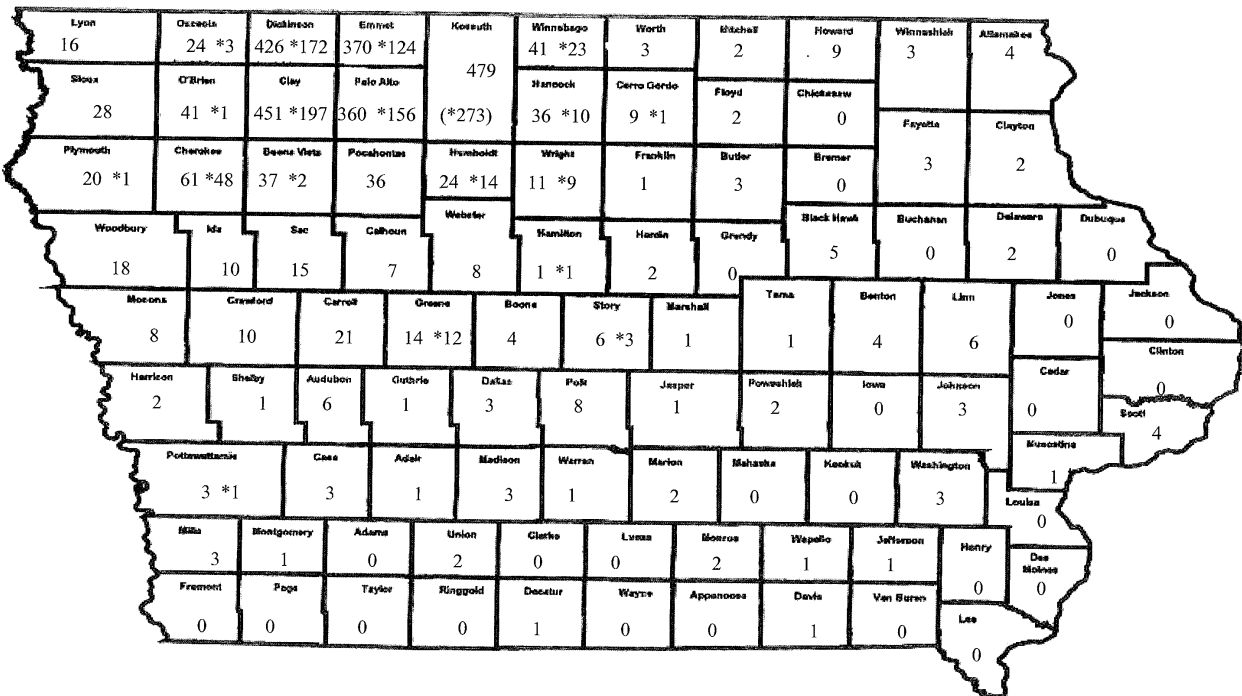 Lyon
16
Osceola
24 *3
Dickinson
426 *172
Emmet
370 *124
Kossuth
479
(*273)
Winnebago
41 *23
Worth
3
Mitchell
2
Howard
. 9
Winneshiek
3
Allamakee
4
Sioux
28
O'Brien
41 *1
Clay
451 *197
Palo Alto
360 *156
Hancock
36 *10
Cerro Gordo
9 *1
Floyd
2
Chickasaw
0
Fayette
3
Clayton
2
Plymouth
20 *1
Cherokee
61 *48
Buena Vista
37 *2
Pocahontas
36
Humboldt
24 *14
Wright
11 *9
Franklin
1
Butler
3
Bremer
0
Woodbury
18
Ida
10
Sac
15
Calhoun
7
Webster
8
Hamilton
1 *1
Hardin
2
Grundy
0
Black Hawk
5
Buchanan
0
Delaware
2
Dubuque
0
Monona
8
Crawford
10
Carroll
21
Greene
14 *12
Boone
4
Story
6 *3
Marshall
1
Tama
1
Benton
4
Linn
6
Jones
0
Jackson
0
Clinton
0
Harrison
2
Shelby
1
Audubon
6
Guthrie
1
Dallas
3
Polk
8
Jasper
1
Poweshiek
2
Iowa
0
Johnson
3
Cedar
0
Scott
4
Muscatine
1
Pottawattamie
3 *1
Cass
3
Adair
1
Madison
3
Warren
1
Marion
2
Mahaska
0
Keokuk
0
Washington
3
Louisa
0
Mills
3
Montgomery
1
Adams
0
Union
2
Clarke
0
Lucas
0
Monroe
2
Wapello
1
Jefferson
1
Henry
0
Des
Moines
0
Fremont
0
Page
0
Taylor
0
Ringgold
0
Decatur
1
Wayne
0
Appanoose
0
Davis
1
Van Buren
0
Lee
0